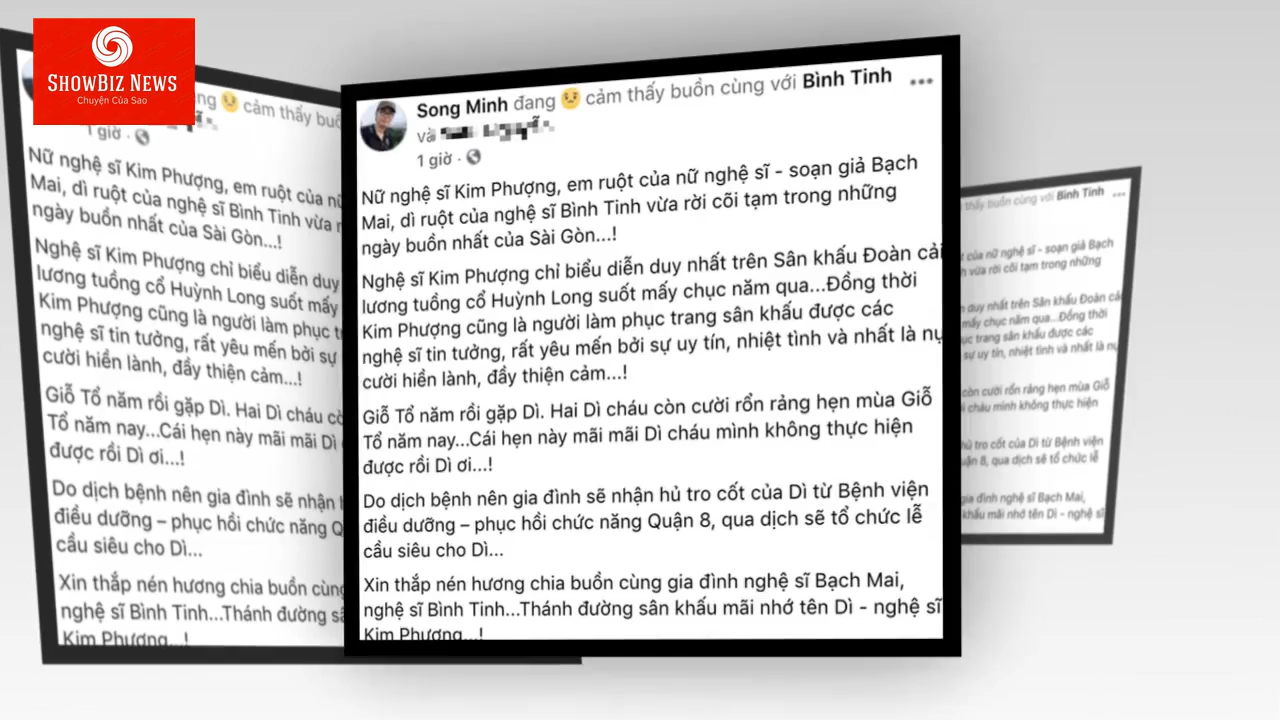 SHOWBIZ NEWS
Chuyện Của Sao
Song Minh đang 😟 cảm thấy buồn cùng với Bình Tinh
và
1 giờ ·
Nữ nghệ sĩ Kim Phượng, em ruột của nữ nghệ sĩ - soạn giả Bạch
Mai, dì ruột của nghệ sĩ Bình Tinh vừa rời cõi tạm trong những
ngày buồn nhất của Sài Gòn...!
Nghệ sĩ Kim Phượng chỉ biểu diễn duy nhất trên Sân khấu Đoàn cải
lương tuồng cổ Huỳnh Long suốt mấy chục năm qua...Đồng thời
Kim Phượng cũng là người làm phục trang sân khấu được các
nghệ sĩ tin tưởng, rất yêu mến bởi sự uy tín, nhiệt tình và nhất là nụ
cười hiền lành, đầy thiện cảm...!
Giỗ Tổ năm rồi gặp Dì. Hai Dì cháu còn cười rổn rảng hẹn mùa Giỗ
Tổ năm nay...Cái hẹn này mãi mãi Dì cháu mình không thực hiện
được rồi Dì ơi...!
Do dịch bệnh nên gia đình sẽ nhận hủ tro cốt của Dì từ Bệnh viện
điều dưỡng – phục hồi chức năng Quận 8, qua dịch sẽ tổ chức lễ
cầu siêu cho Dì...
Xin thắp nén hương chia buồn cùng gia đình nghệ sĩ Bạch Mai,
nghệ sĩ Bình Tinh...Thánh đường sân khấu mãi nhớ tên Dì - nghệ sĩ
Kim Phượng...!